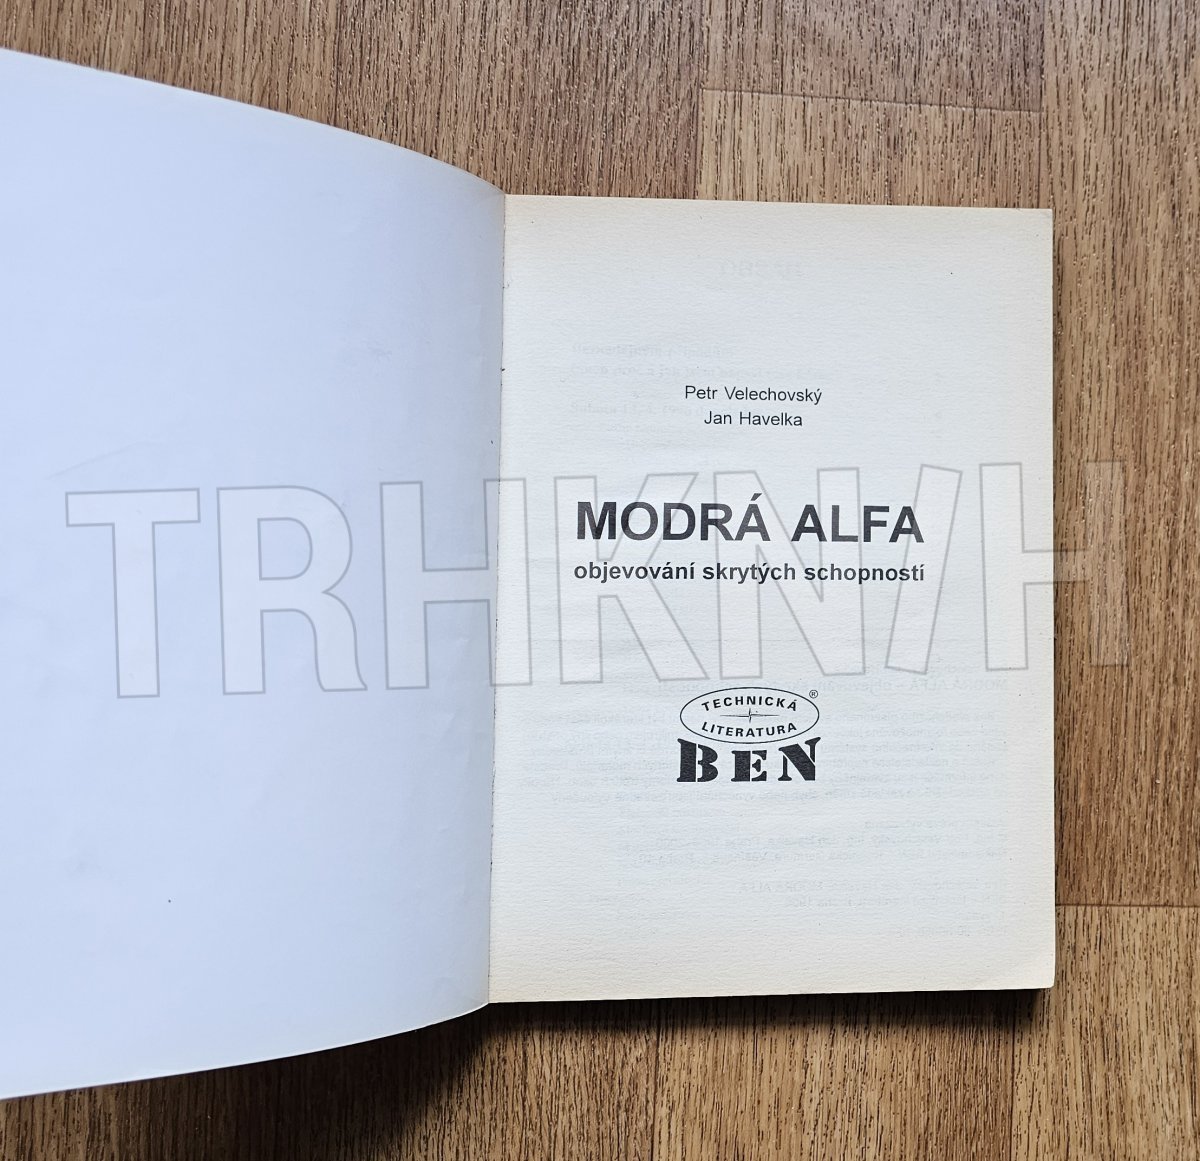 Petr Velechovský
Jan Havelka
MODRÁ ALFA
objevování skrytých schopností
TECHNICKÁ
LITERATURA
®
BEN
TRHKNIH